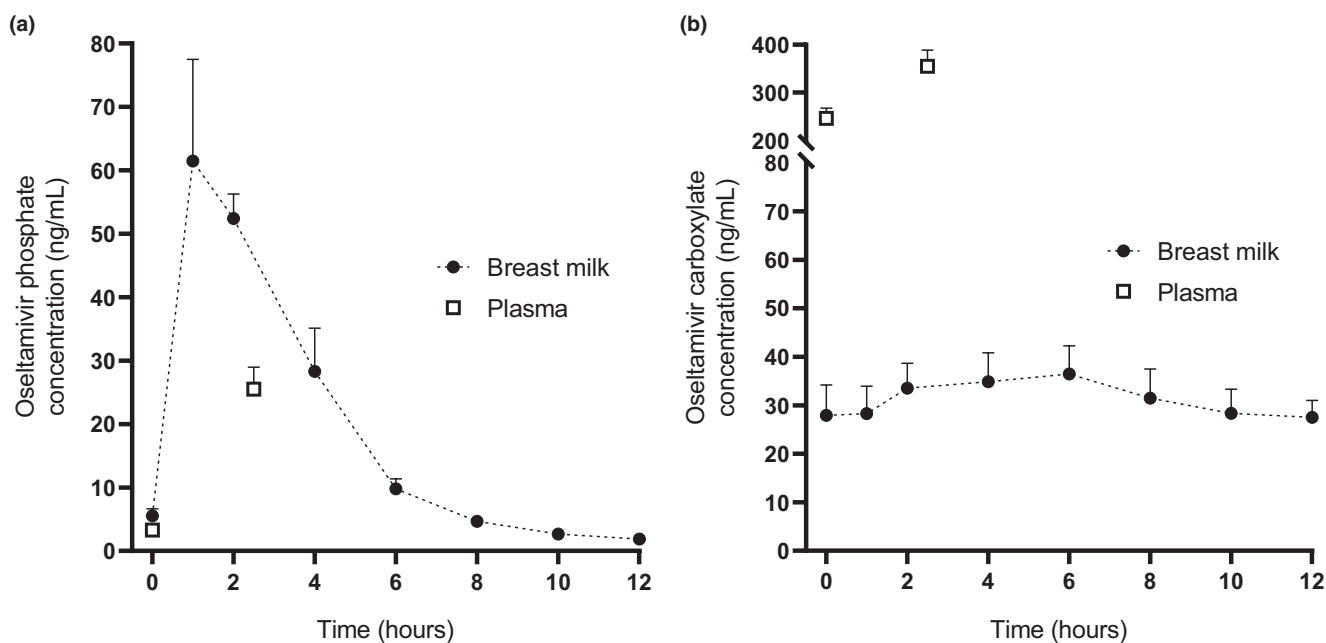 (a)
80
70
60
50
40
30
20
10
0
Oseltamivir phosphate
concentration (ng/mL)
Breast milk
Plasma
0 2 4 6 8 10 12
Time (hours)
(b)
400
300
200
80
70
60
50
40
30
20
10
0
Oseltamivir carboxylate
concentration (ng/mL)
Breast milk
Plasma
0 2 4 6 8 10 12
Time (hours)